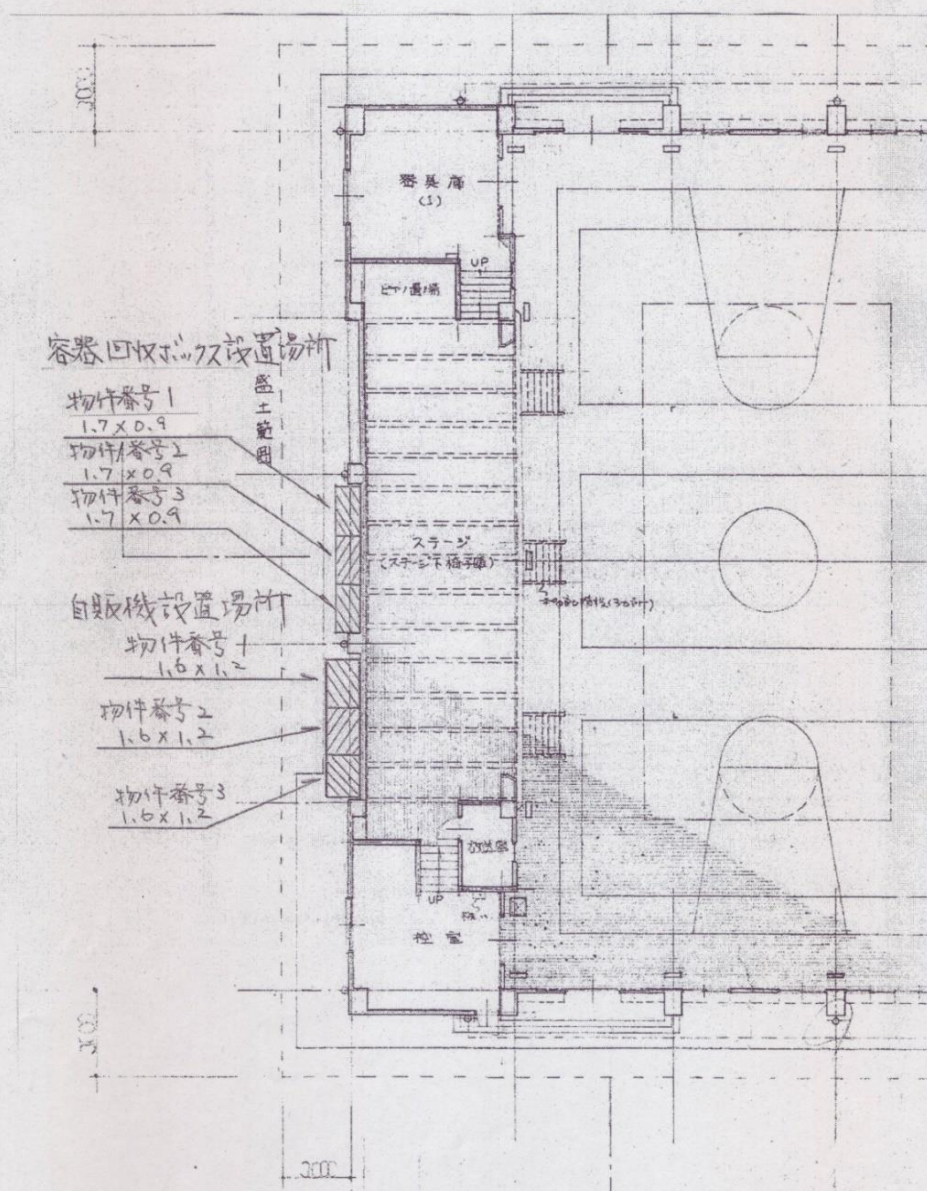 3000
器具庫
(1)
UP
ピアノ置場
容器回収ボックス設置場所
盛土範囲
物件番号1
1.7×0.9
物件番号2
1.7×0.9
物件番号3
1.7×0.9
ステージ
(ステージ下椅子庫)
自販機設置場所
物件番号1
1.6×1.2
物件番号2
1.6×1.2
物件番号3
1.6×1.2
放送室
UP
控室
3000
3000